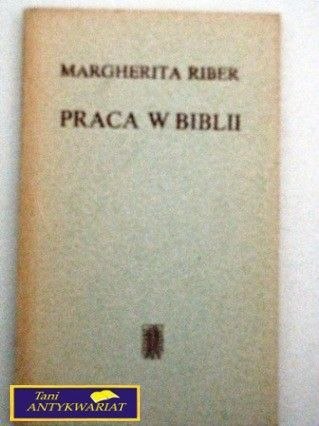 MARGHERITA RIBER
PRACA W BIBLII
Tani
ANTYKWARIAT